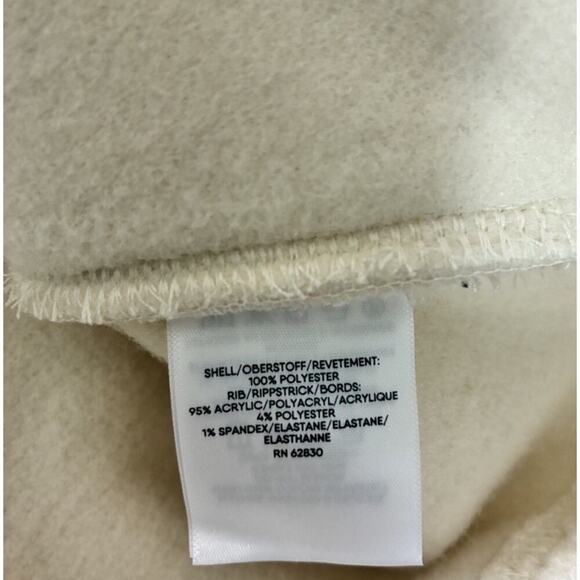 SHELL/OBERSTOFF/REVETEMENT:
100% POLYESTER
RIB/RIPPSTRICK/BORDS:
95% ACRYLIC/POLYACRYL/ACRYLIQUE
4% POLYESTER
1% SPANDEX/ELASTANE/ELASTANE/
ELASTHANNE
RN 62830